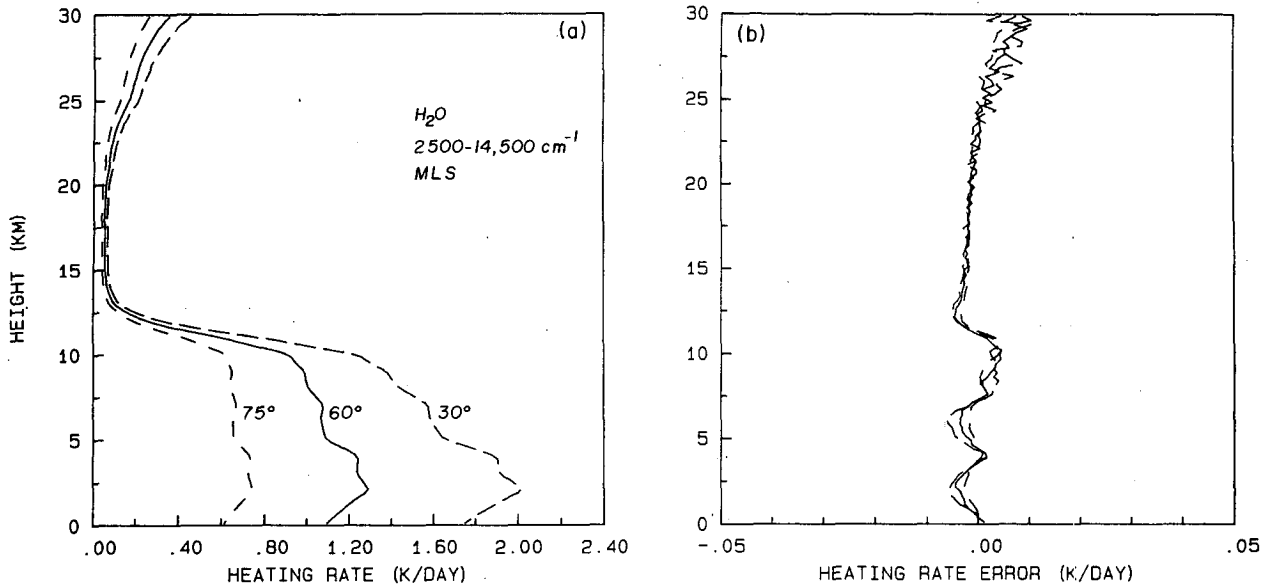 (a)
30
25
20
15
10
5
0
HEIGHT (KM)
H₂O
2500-14,500 cm⁻¹
MLS
75°
60°
30°
.00 .40 .80 1.20 1.60 2.00 2.40
HEATING RATE (K/DAY)
(b)
30
25
20
15
10
5
0
-.05 .00 .05
HEATING RATE ERROR (K/DAY)